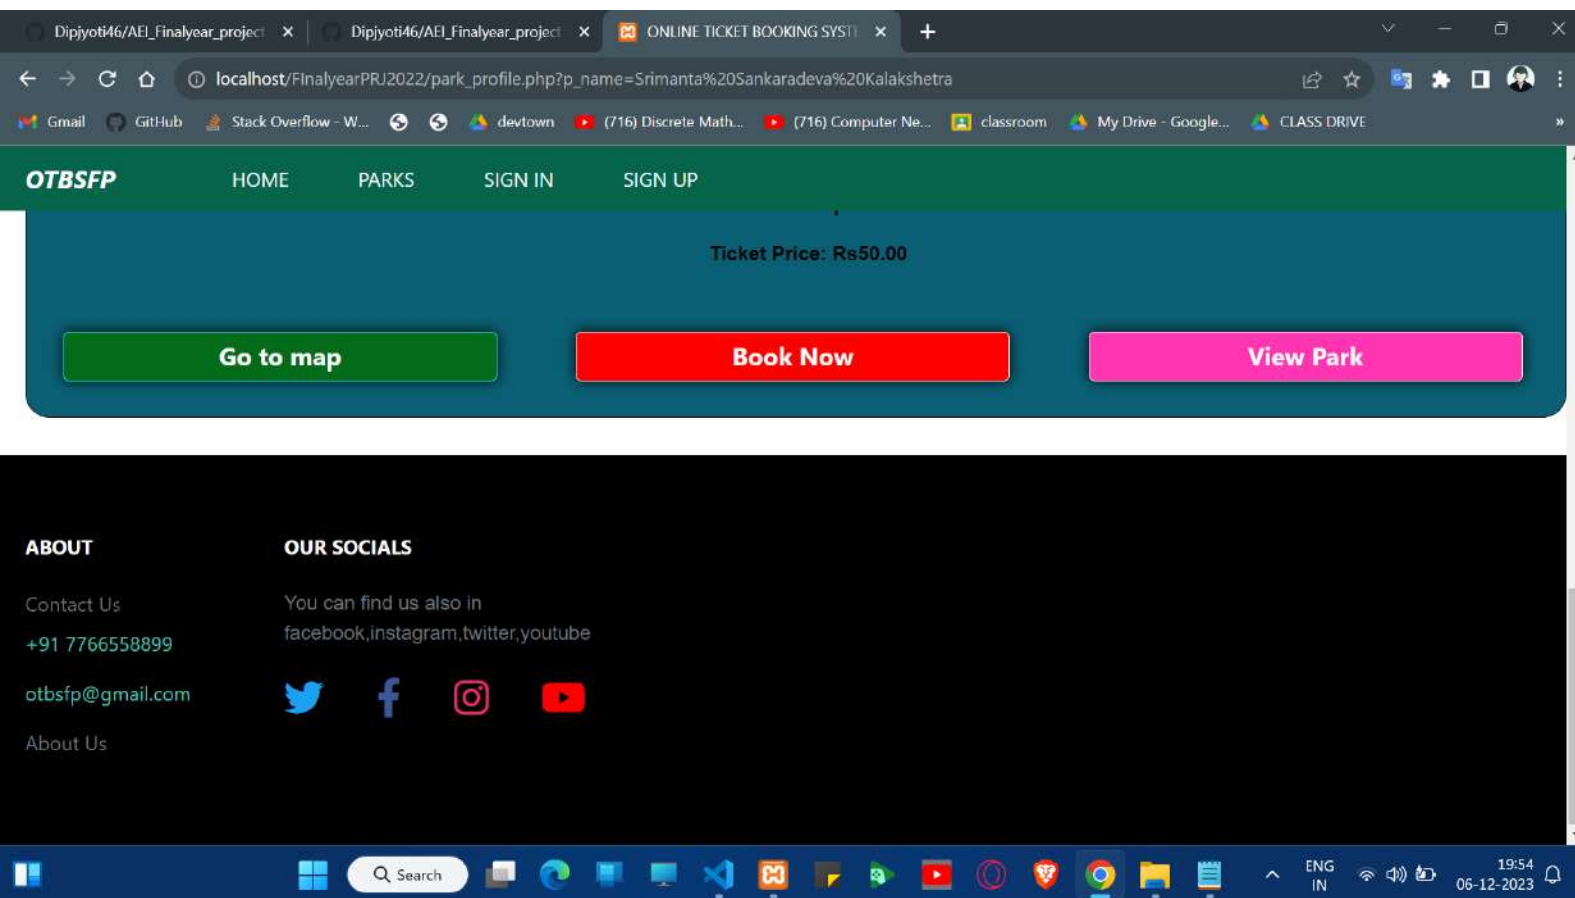 Dipjyoti46/AEI_Finalyear_project
Dipjyoti46/AEI_Finalyear_project
ONLINE TICKET BOOKING SYSTE
localhost/FInalyearPRJ2022/park_profile.php?p_name=Srimanta%20Sankaradeva%20Kalakshetra
Gmail GitHub Stack Overflow - W... devtown (716) Discrete Math... (716) Computer Ne... classroom My Drive - Google... CLASS DRIVE »
OTBSFP HOME PARKS SIGN IN SIGN UP
Ticket Price: Rs50.00
Go to map Book Now View Park
ABOUT
Contact Us
+91 7766558899
otbsfp@gmail.com
About Us
OUR SOCIALS
You can find us also in
facebook,instagram,twitter,youtube
Search
ENG
IN
19:54
06-12-2023